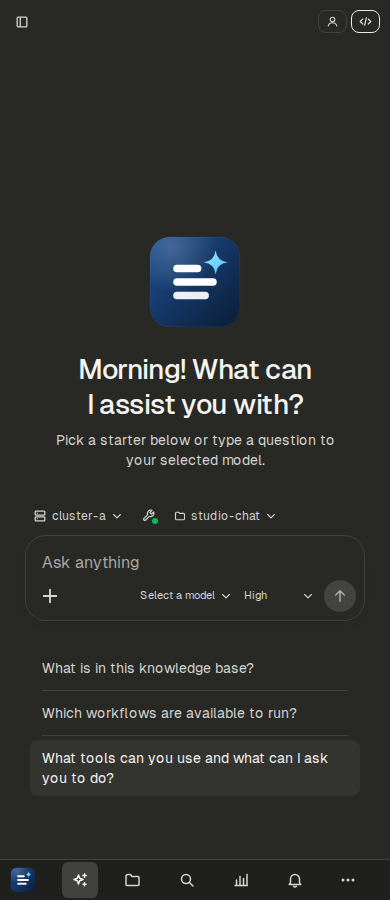 Morning! What can
I assist you with?
Pick a starter below or type a question to
your selected model.
cluster-a studio-chat
Ask anything
Select a model High
What is in this knowledge base?
Which workflows are available to run?
What tools can you use and what can I ask
you to do?